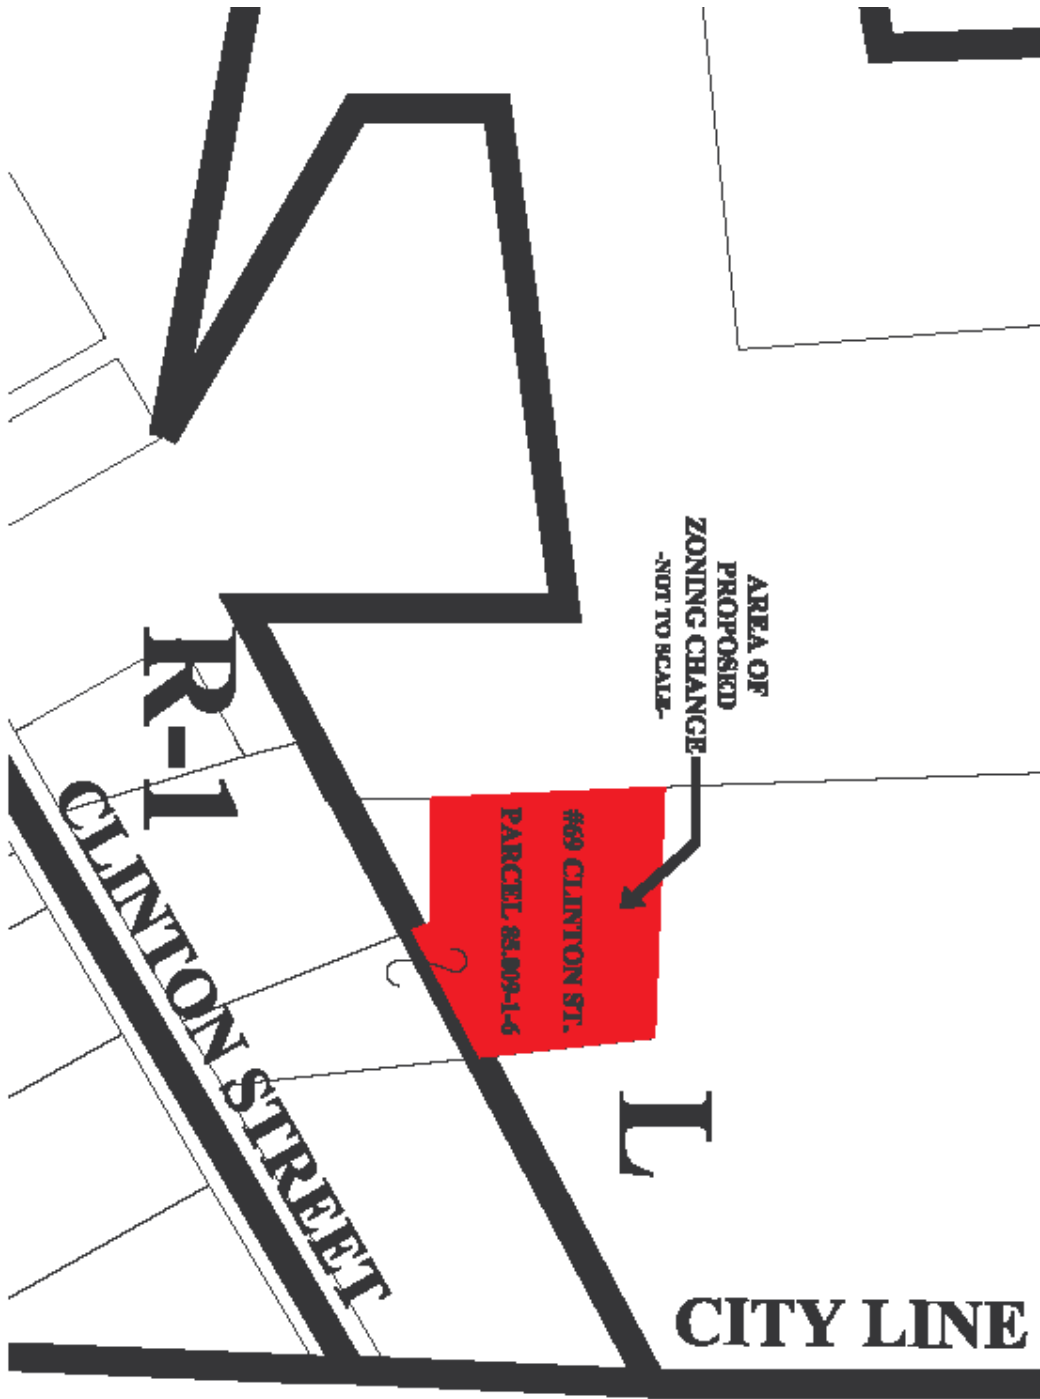 AREA OF
PROPOSED
ZONING CHANGE
-NOT TO SCALE-
#69 CLINTON ST.
PARCEL 85.009-1-6
R-1
CLINTON STREET
L
CITY LINE